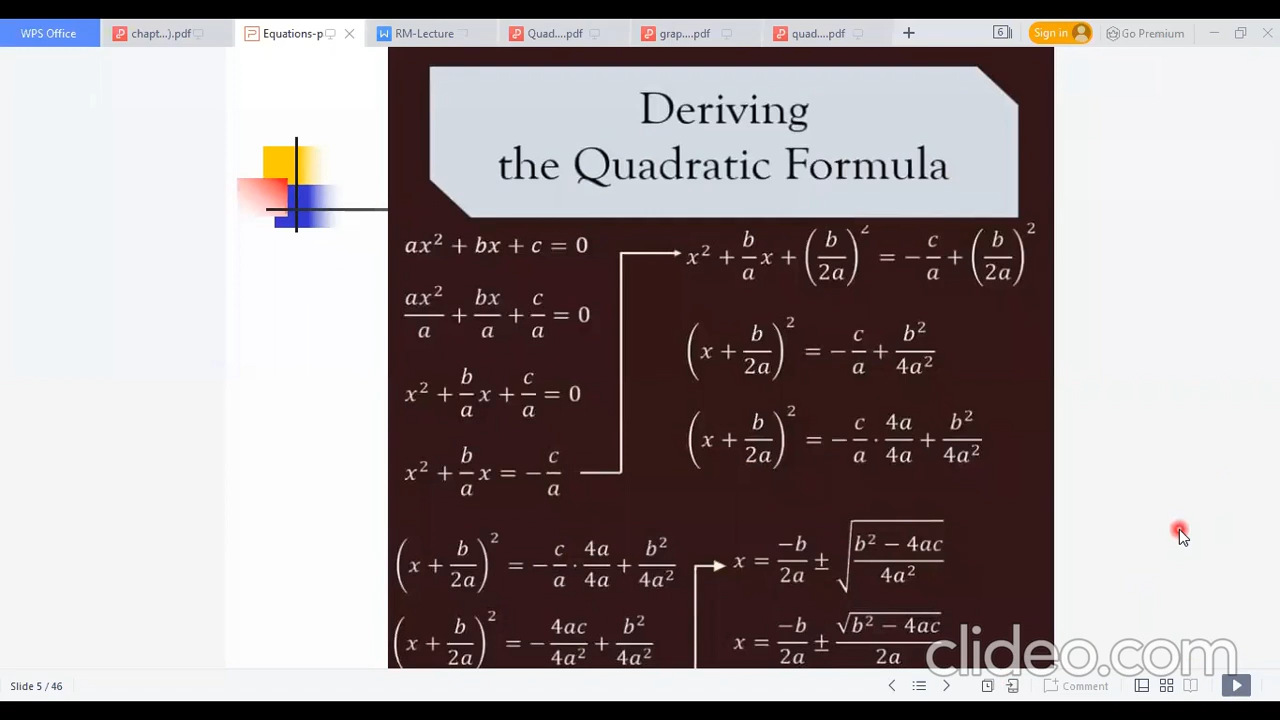 WPS Office
chapt...).pdf
Equations-p
RM-Lecture
Quad....pdf
grap....pdf
quad....pdf
6
Sign in
Go Premium
Deriving
the Quadratic Formula
ax² + bx + c = 0
ax²/a + bx/a + c/a = 0
x² + b/a x + c/a = 0
x² + b/a x = − c/a
x² + b/a x + (b/2a)² = − c/a + (b/2a)²
(x + b/2a)² = − c/a + b²/4a²
(x + b/2a)² = − c/a · 4a/4a + b²/4a²
(x + b/2a)² = − c/a · 4a/4a + b²/4a²
(x + b/2a)² = − 4ac/4a² + b²/4a²
x = −b/2a ± √((b² − 4ac)/4a²)
x = −b/2a ± √(b² − 4ac)/2a
clideo.com
Slide 5 / 46
Comment